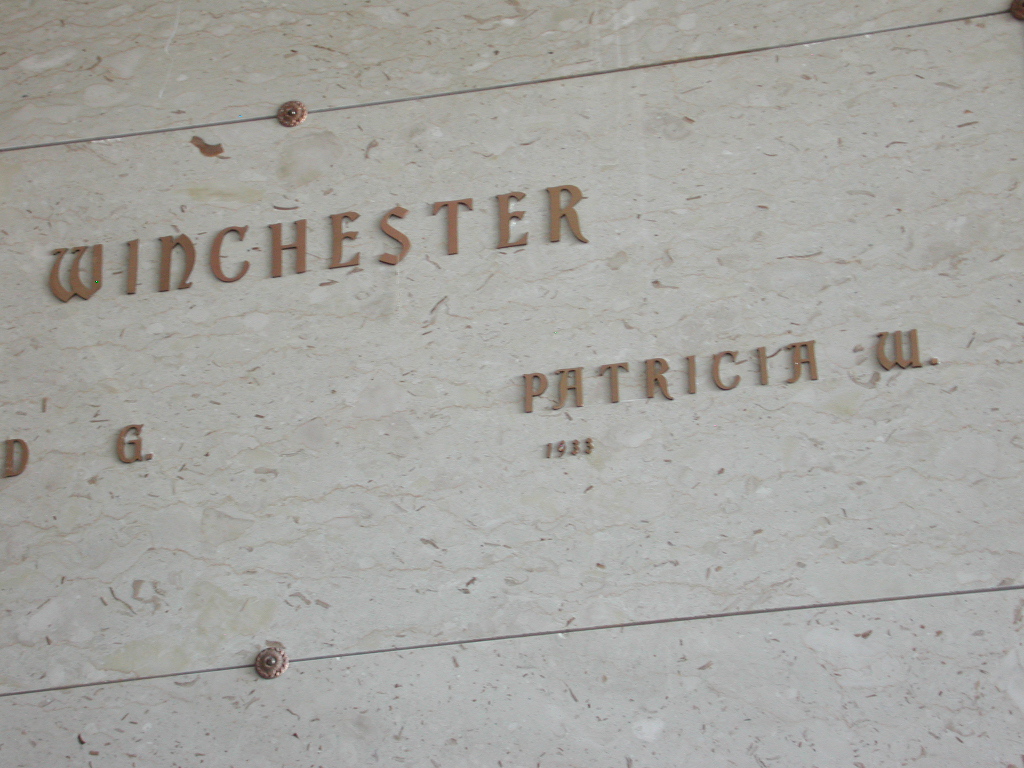 WINCHESTER
D G.
PATRICIA W.
1933